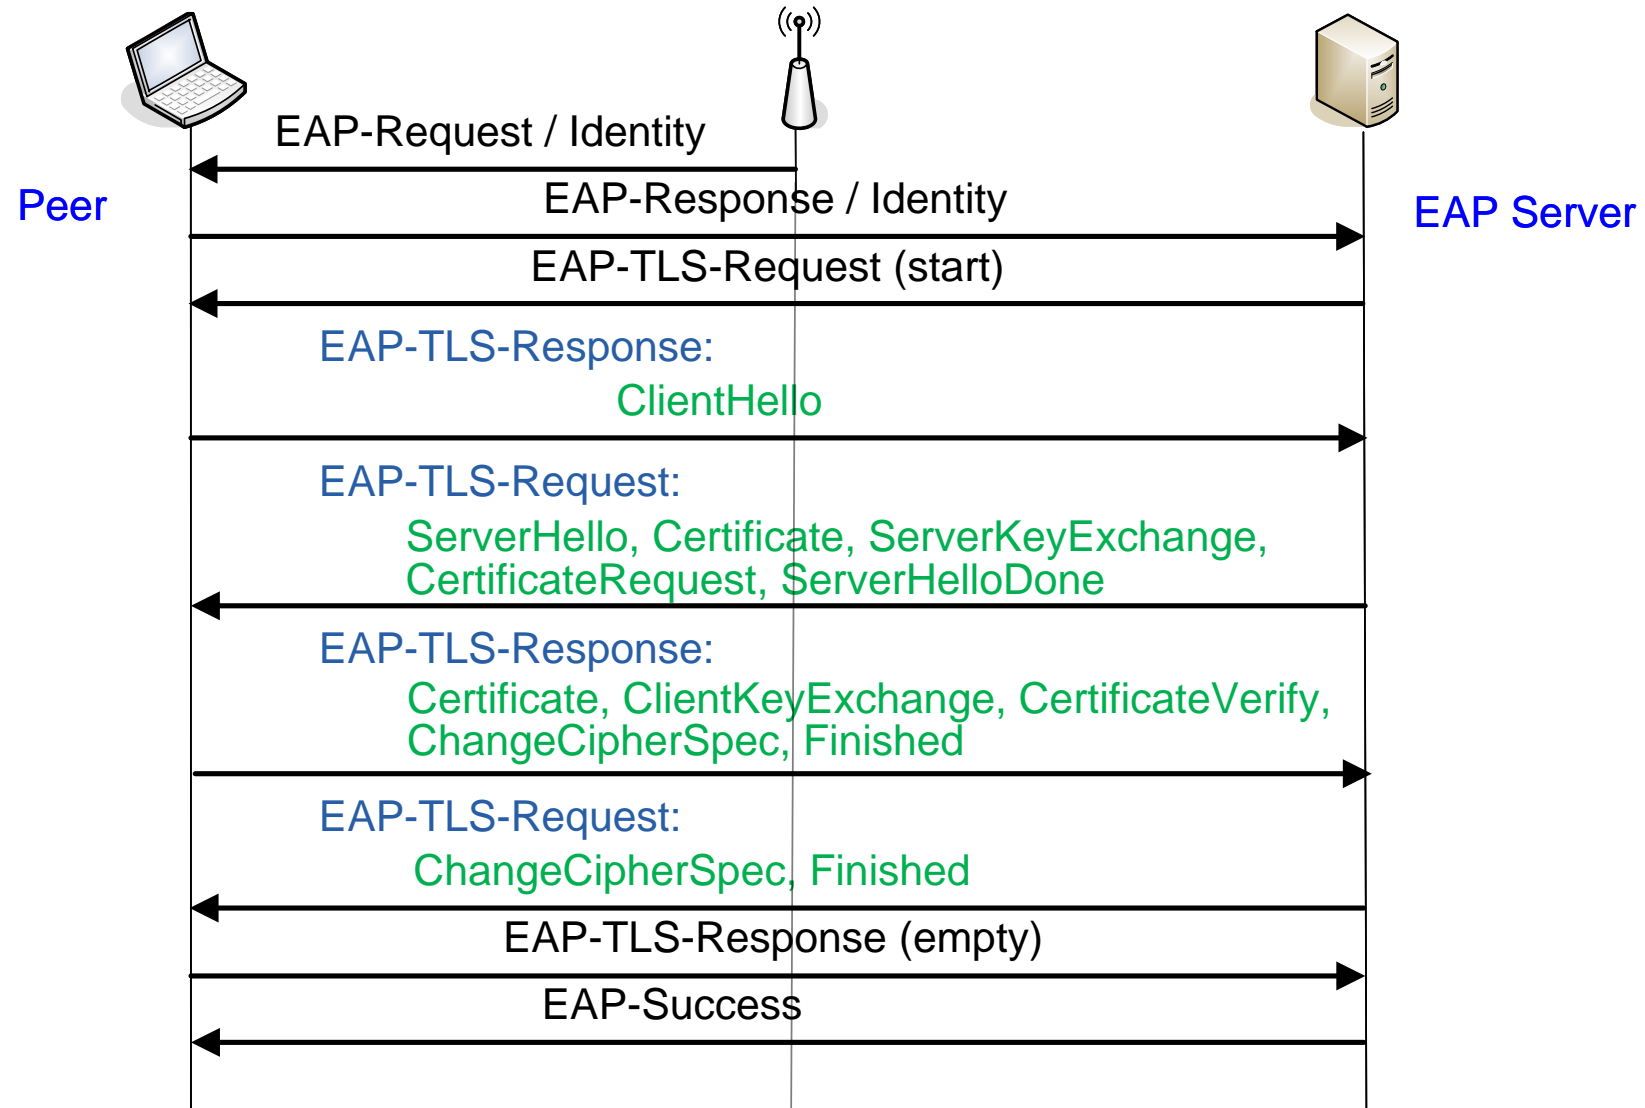 EAP-Request / Identity
Peer
EAP-Response / Identity
EAP Server
EAP-TLS-Request (start)
EAP-TLS-Response:
ClientHello
EAP-TLS-Request:
ServerHello, Certificate, ServerKeyExchange,
CertificateRequest, ServerHelloDone
EAP-TLS-Response:
Certificate, ClientKeyExchange, CertificateVerify,
ChangeCipherSpec, Finished
EAP-TLS-Request:
ChangeCipherSpec, Finished
EAP-TLS-Response (empty)
EAP-Success